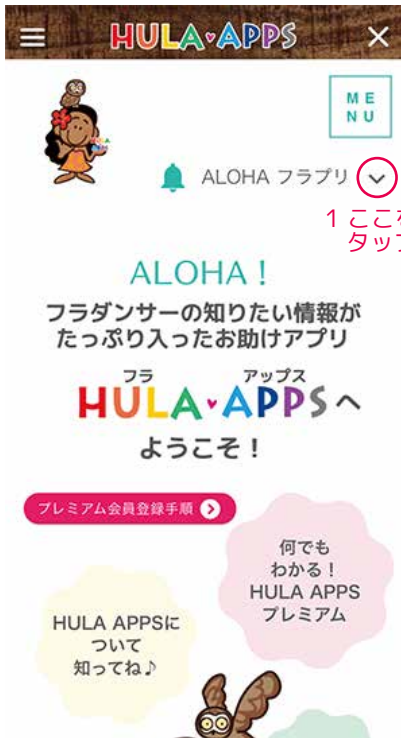 HULA♥APPS
ME
NU
ALOHA フラプリ
1 ここを
タップ
ALOHA！
フラダンサーの知りたい情報が
たっぷり入ったお助けアプリ
フラ アップス
HULA♥APPSへ
ようこそ！
プレミアム会員登録手順
何でも
わかる！
HULA APPS
プレミアム
HULA APPSに
ついて
知ってね♪